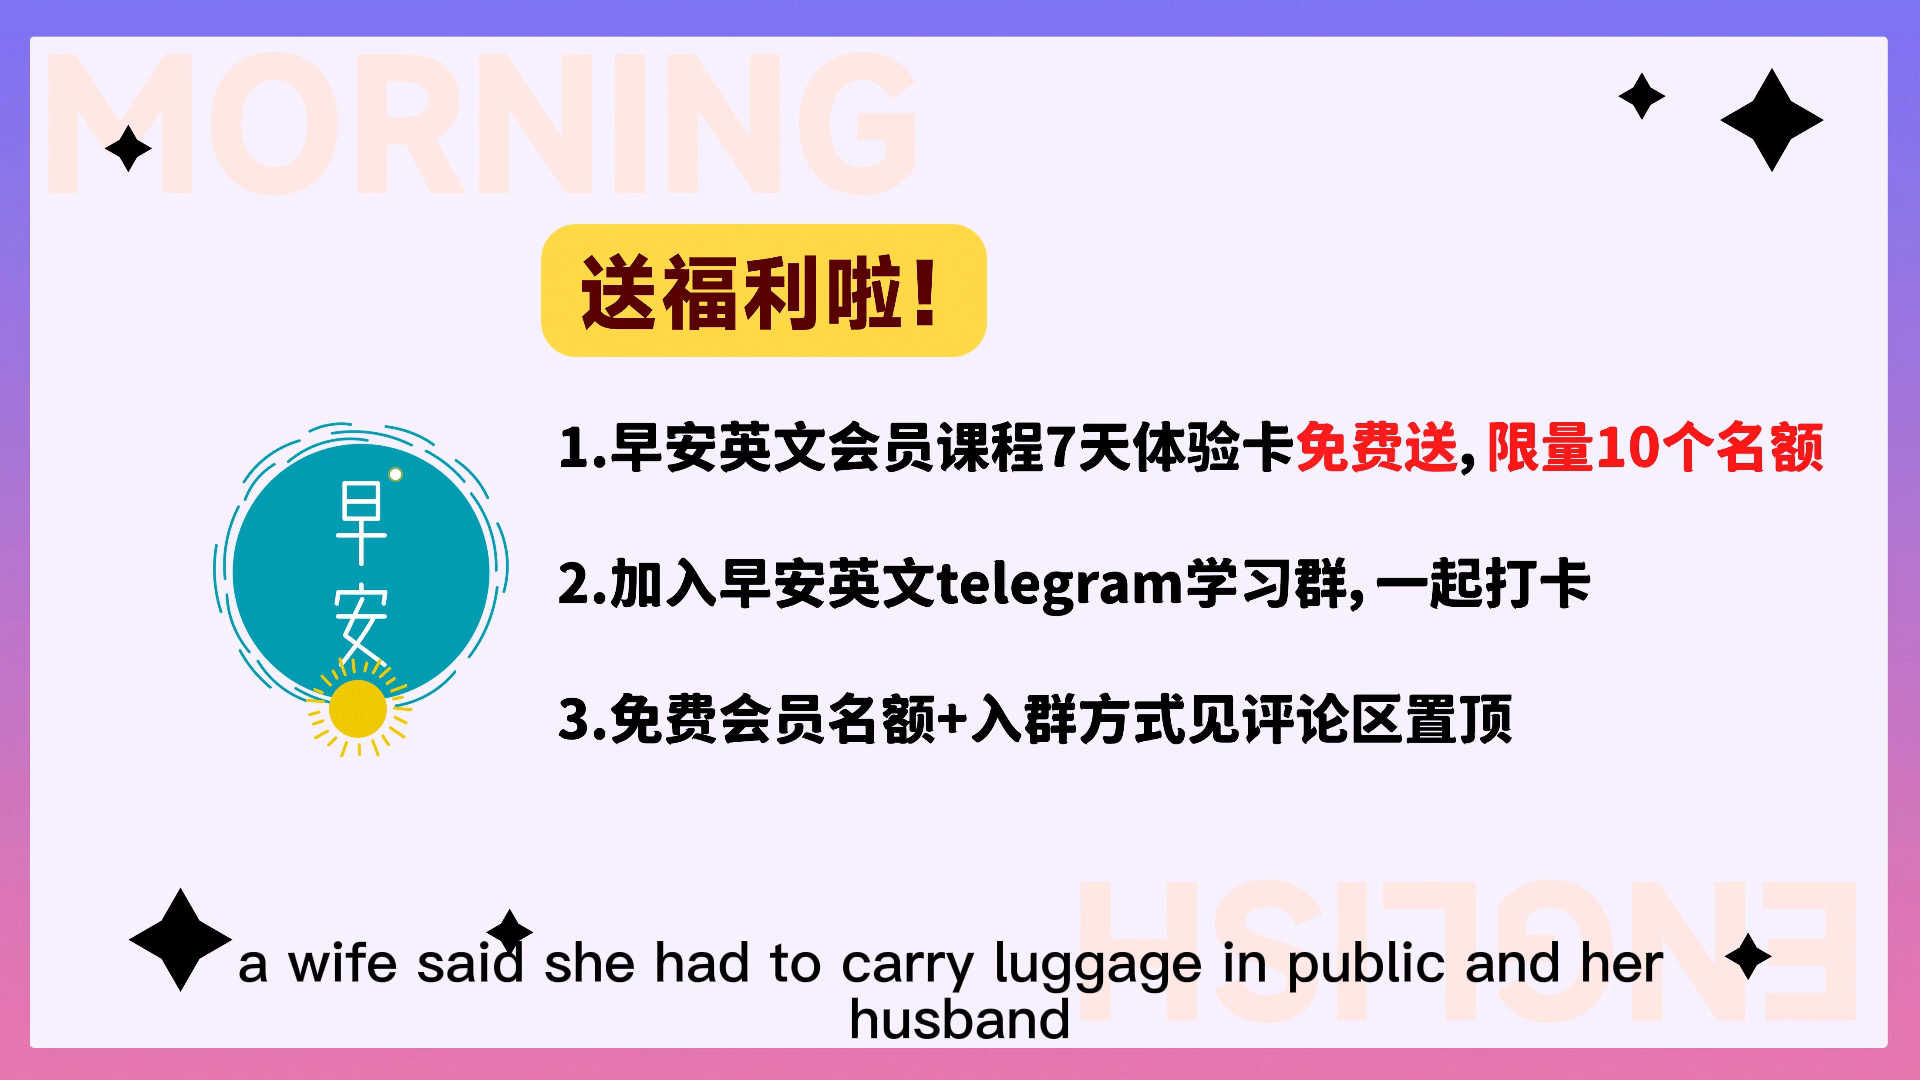 MORNING
送福利啦!
1.早安英文会员课程7天体验卡免费送,限量10个名额
早
安
2.加入早安英文telegram学习群,一起打卡
3.免费会员名额+入群方式见评论区置顶
ENGLISH
a wife said she had to carry luggage in public and her
husband